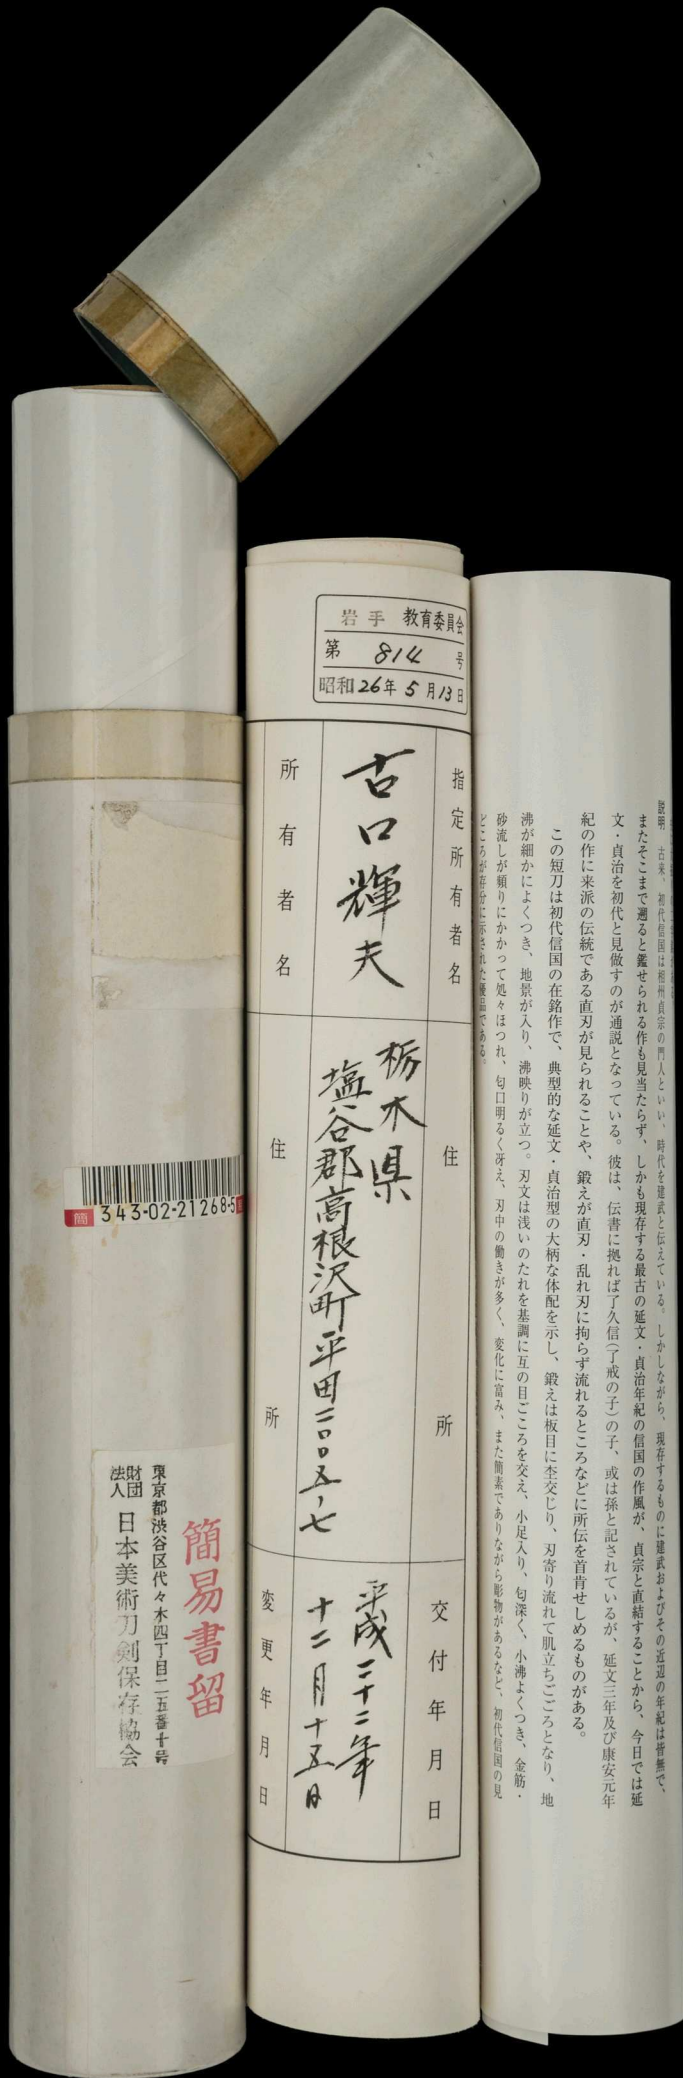 岩手 教育委員会
第 814 号
昭和26年5月13日
指定所有者名
古口輝夫
所有者名
住所
栃木県
塩谷郡高根沢町平田二〇〇五-七
住所
交付年月日
平成二十二年
十二月十五日
変更年月日
説明 古来、初代信国は相州貞宗の門人といい、時代を建武と伝えている。しかしながら、現存するものに建武およびその近辺の年紀は皆無で、
またそこまで遡ると鑑せられる作も見当たらず、しかも現存する最古の延文・貞治年紀の信国の作風が、貞宗と直結することから、今日では延
文・貞治を初代と見做すのが通説となっている。彼は、伝書に拠れば了久信(了戒の子)の子、或は孫と記されているが、延文三年及び康安元年
紀の作に来派の伝統である直刃が見られることや、鍛えが直刃・乱れ刃に拘らず流れるところなどに所伝を首肯せしめるものがある。
この短刀は初代信国の在銘作で、典型的な延文・貞治型の大柄な体配を示し、鍛えは板目に杢交じり、刃寄り流れて肌立ちごころとなり、地
沸が細かによくつき、地景が入り、沸映りが立つ。刃文は浅いのたれを基調に互の目ごころを交え、小足入り、匂深く、小沸よくつき、金筋・
砂流しが頻りにかかって処々ほつれ、匂口明るく冴え、刃中の働きが多く、変化に富み、また簡素でありながら彫物があるなど、初代信国の見
どころが存分に示された優品である。
簡 343-02-21268-5
簡易書留
東京都渋谷区代々木四丁目二五番十号
財団法人 日本美術刀剣保存協会